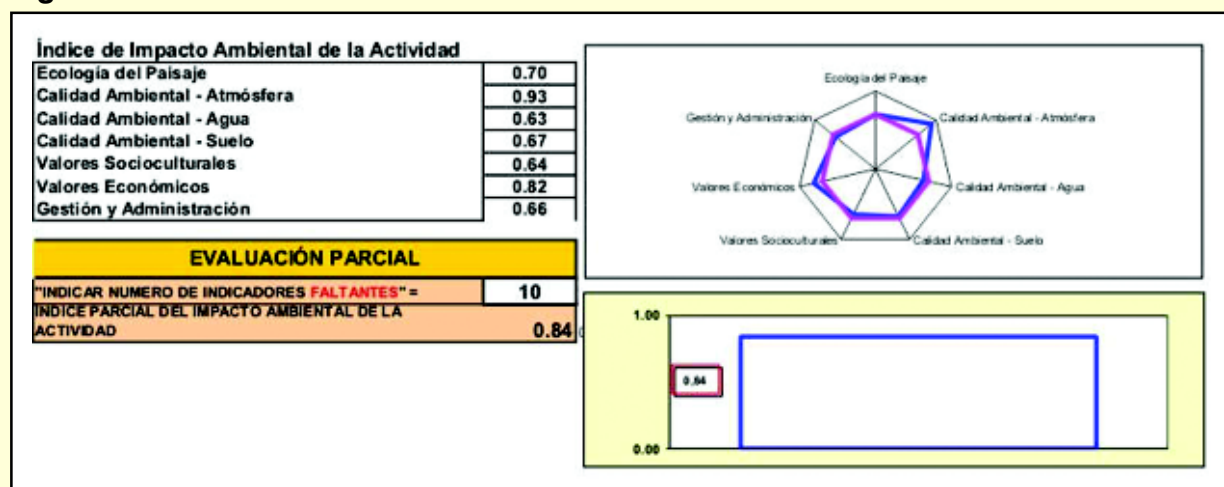 Índice de Impacto Ambiental de la Actividad
Ecología del Paisaje 0.70
Calidad Ambiental - Atmósfera 0.93
Calidad Ambiental - Agua 0.63
Calidad Ambiental - Suelo 0.67
Valores Socioculturales 0.64
Valores Económicos 0.82
Gestión y Administración 0.66
EVALUACIÓN PARCIAL
"INDICAR NUMERO DE INDICADORES FALTANTES" = 10
INDICE PARCIAL DEL IMPACTO AMBIENTAL DE LA
ACTIVIDAD 0.84
Ecología del Paisaje
Gestión y Administración
Calidad Ambiental - Atmósfera
Valores Económicos
Calidad Ambiental - Agua
Valores Socioculturales
Calidad Ambiental - Suelo
1.00
0.84
0.00